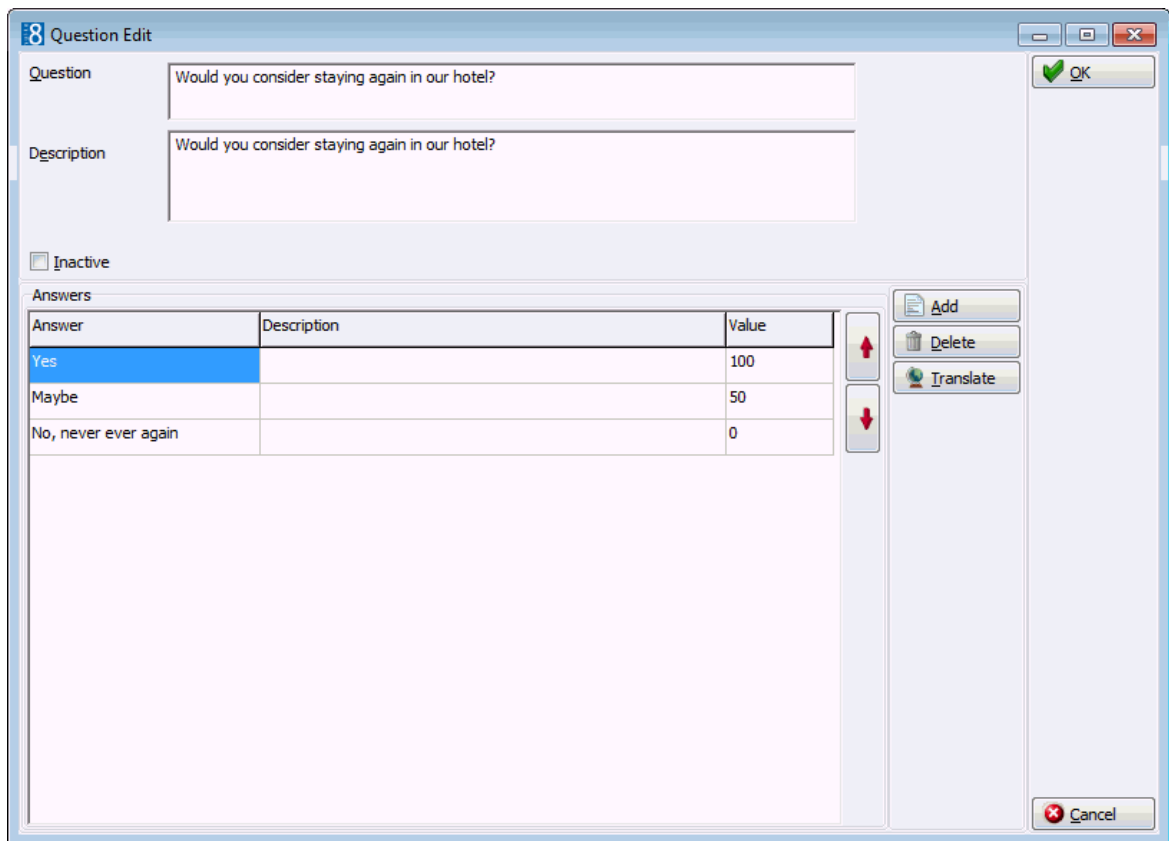 8 Question Edit
Question
Would you consider staying again in our hotel?
OK
Description
Would you consider staying again in our hotel?
Inactive
Answers
Answer Description Value
Yes 100
Maybe 50
No, never ever again 0
Add
Delete
Translate
Cancel